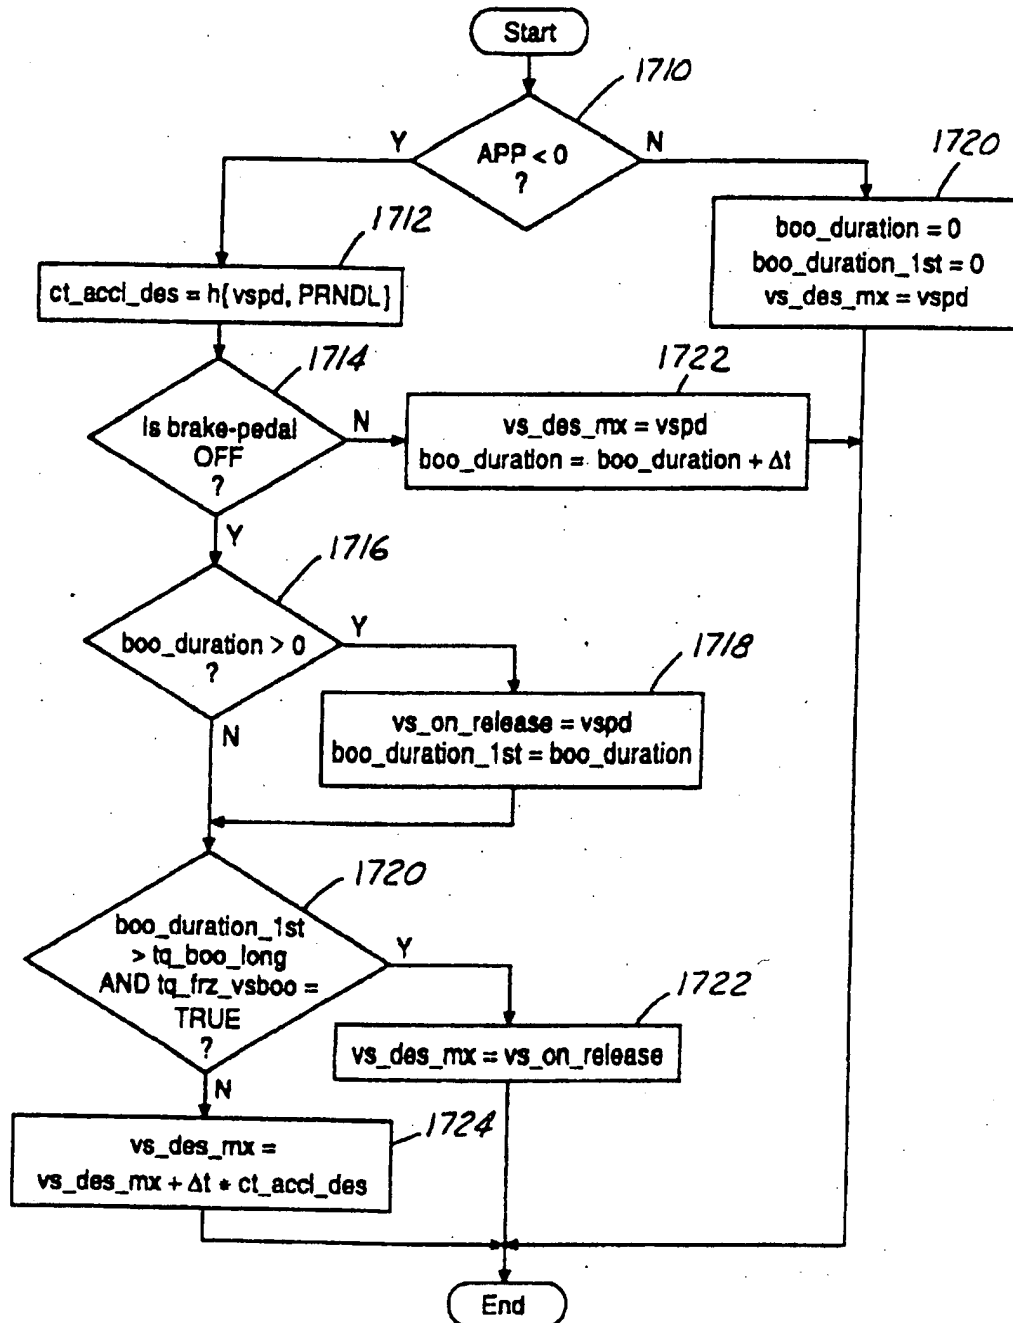 Start
1710
APP < 0
?
Y
N
1720
boo_duration = 0
boo_duration_1st = 0
vs_des_mx = vspd
1712
ct_accl_des = h{vspd, PRNDL}
1714
Is brake-pedal
OFF
?
N
Y
1722
vs_des_mx = vspd
boo_duration = boo_duration + Δt
1716
boo_duration > 0
?
Y
N
1718
vs_on_release = vspd
boo_duration_1st = boo_duration
1720
boo_duration_1st
> tq_boo_long
AND tq_frz_vsboo =
TRUE
?
Y
N
1722
vs_des_mx = vs_on_release
1724
vs_des_mx =
vs_des_mx + Δt * ct_accl_des
End